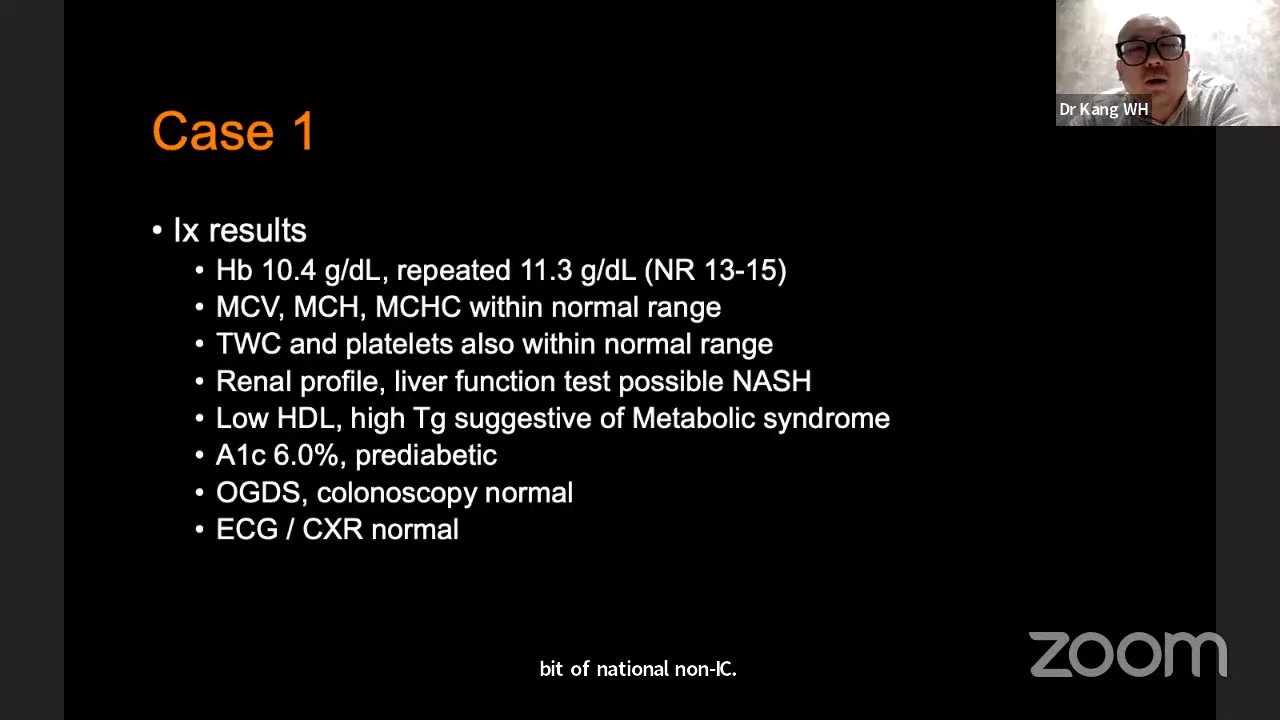 Dr Kang WH
Case 1
• Ix results
• Hb 10.4 g/dL, repeated 11.3 g/dL (NR 13-15)
• MCV, MCH, MCHC within normal range
• TWC and platelets also within normal range
• Renal profile, liver function test possible NASH
• Low HDL, high Tg suggestive of Metabolic syndrome
• A1c 6.0%, prediabetic
• OGDS, colonoscopy normal
• ECG / CXR normal
zoom
bit of national non-IC.